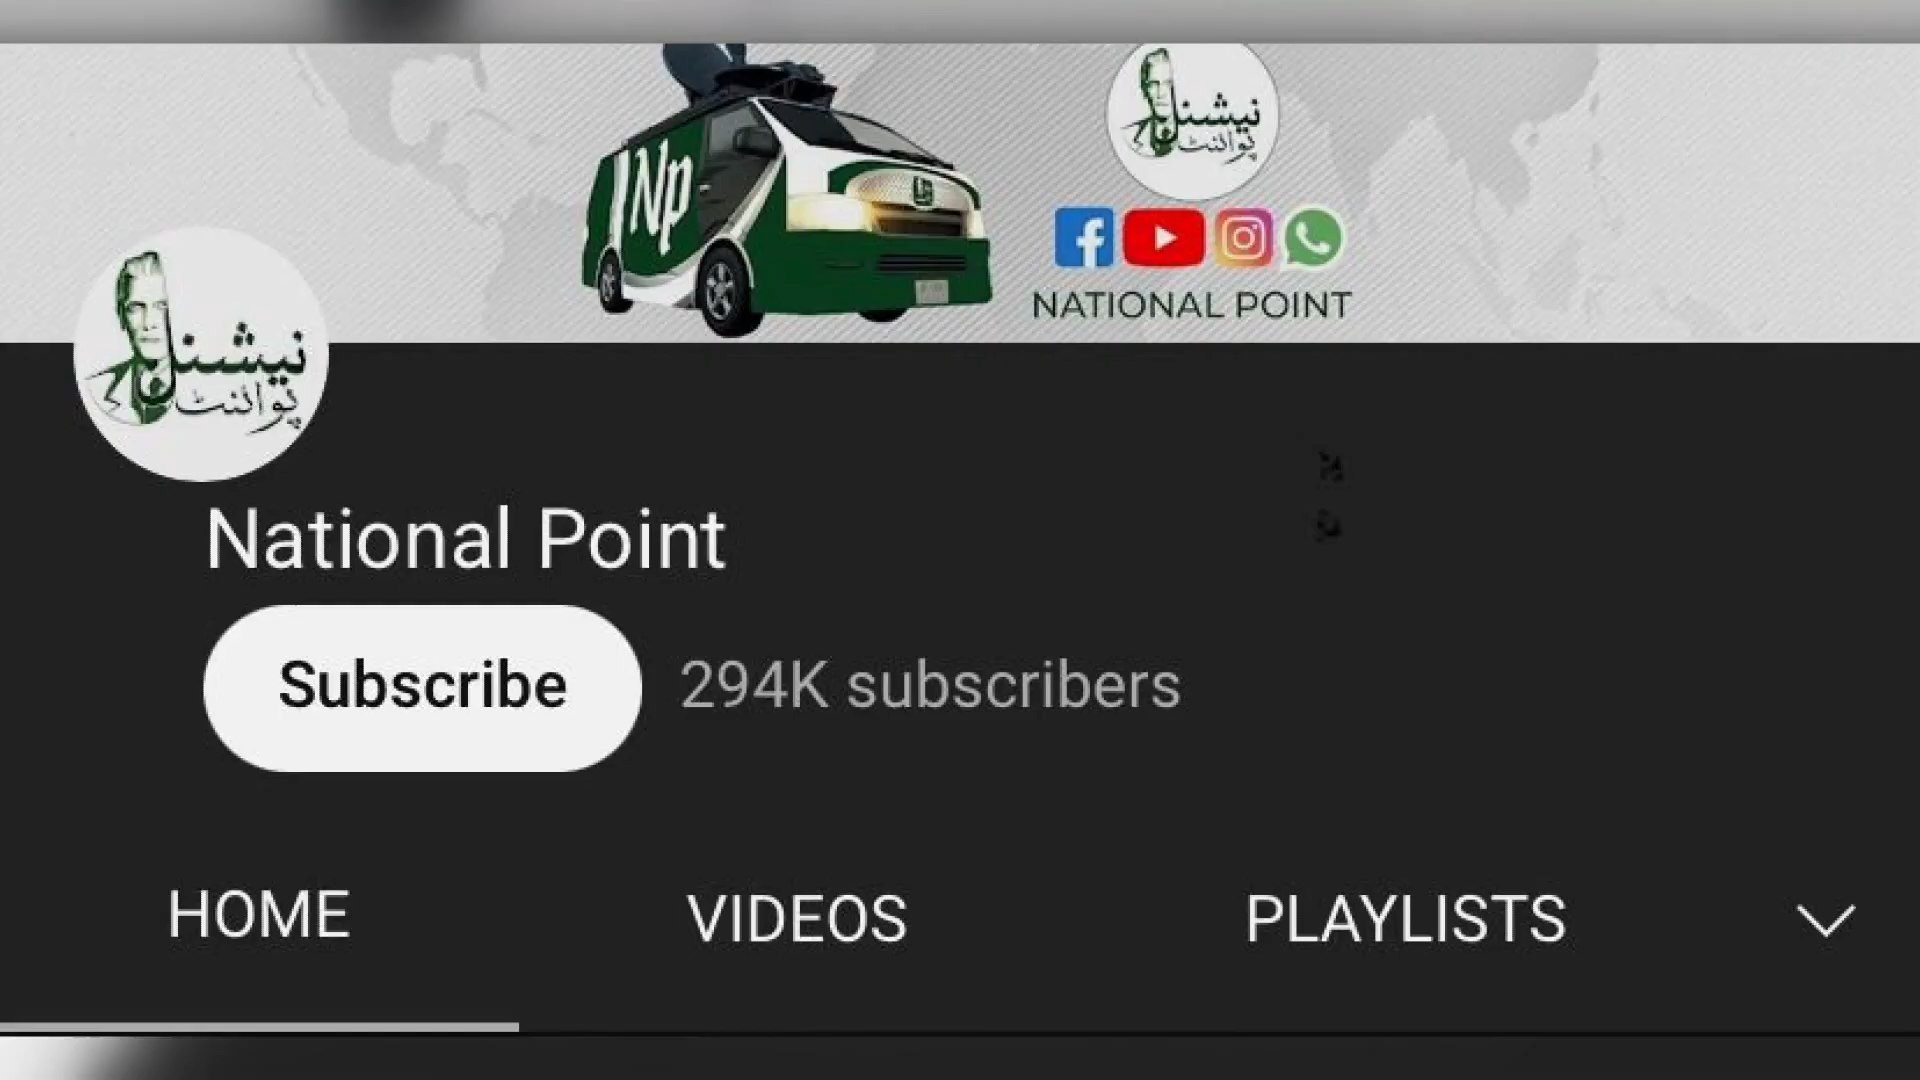 Np
نیشنل
پوائنٹ
NATIONAL POINT
نیشنل
پوائنٹ
National Point
Subscribe
294K subscribers
HOME
VIDEOS
PLAYLISTS